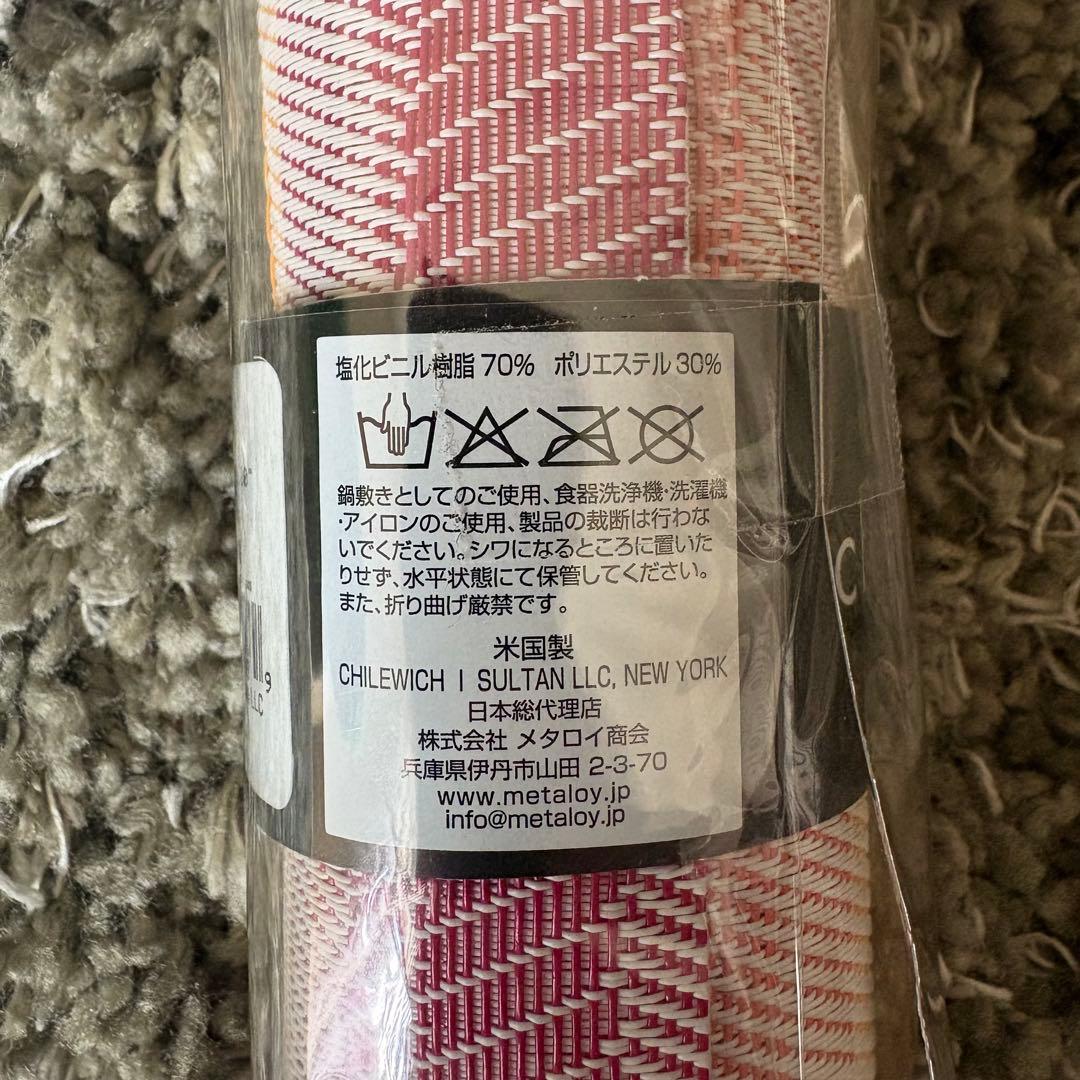 塩化ビニル樹脂 70% ポリエステル 30%
鍋敷きとしてのご使用、食器洗浄機・洗濯機
・アイロンのご使用、製品の裁断は行わな
いでください。シワになるところに置いた
りせず、水平状態にて保管してください。
また、折り曲げ厳禁です。
米国製
CHILEWICH | SULTAN LLC, NEW YORK
日本総代理店
株式会社 メタロイ商会
兵庫県伊丹市山田 2-3-70
www.metaloy.jp
info@metaloy.jp
9
LLC
C